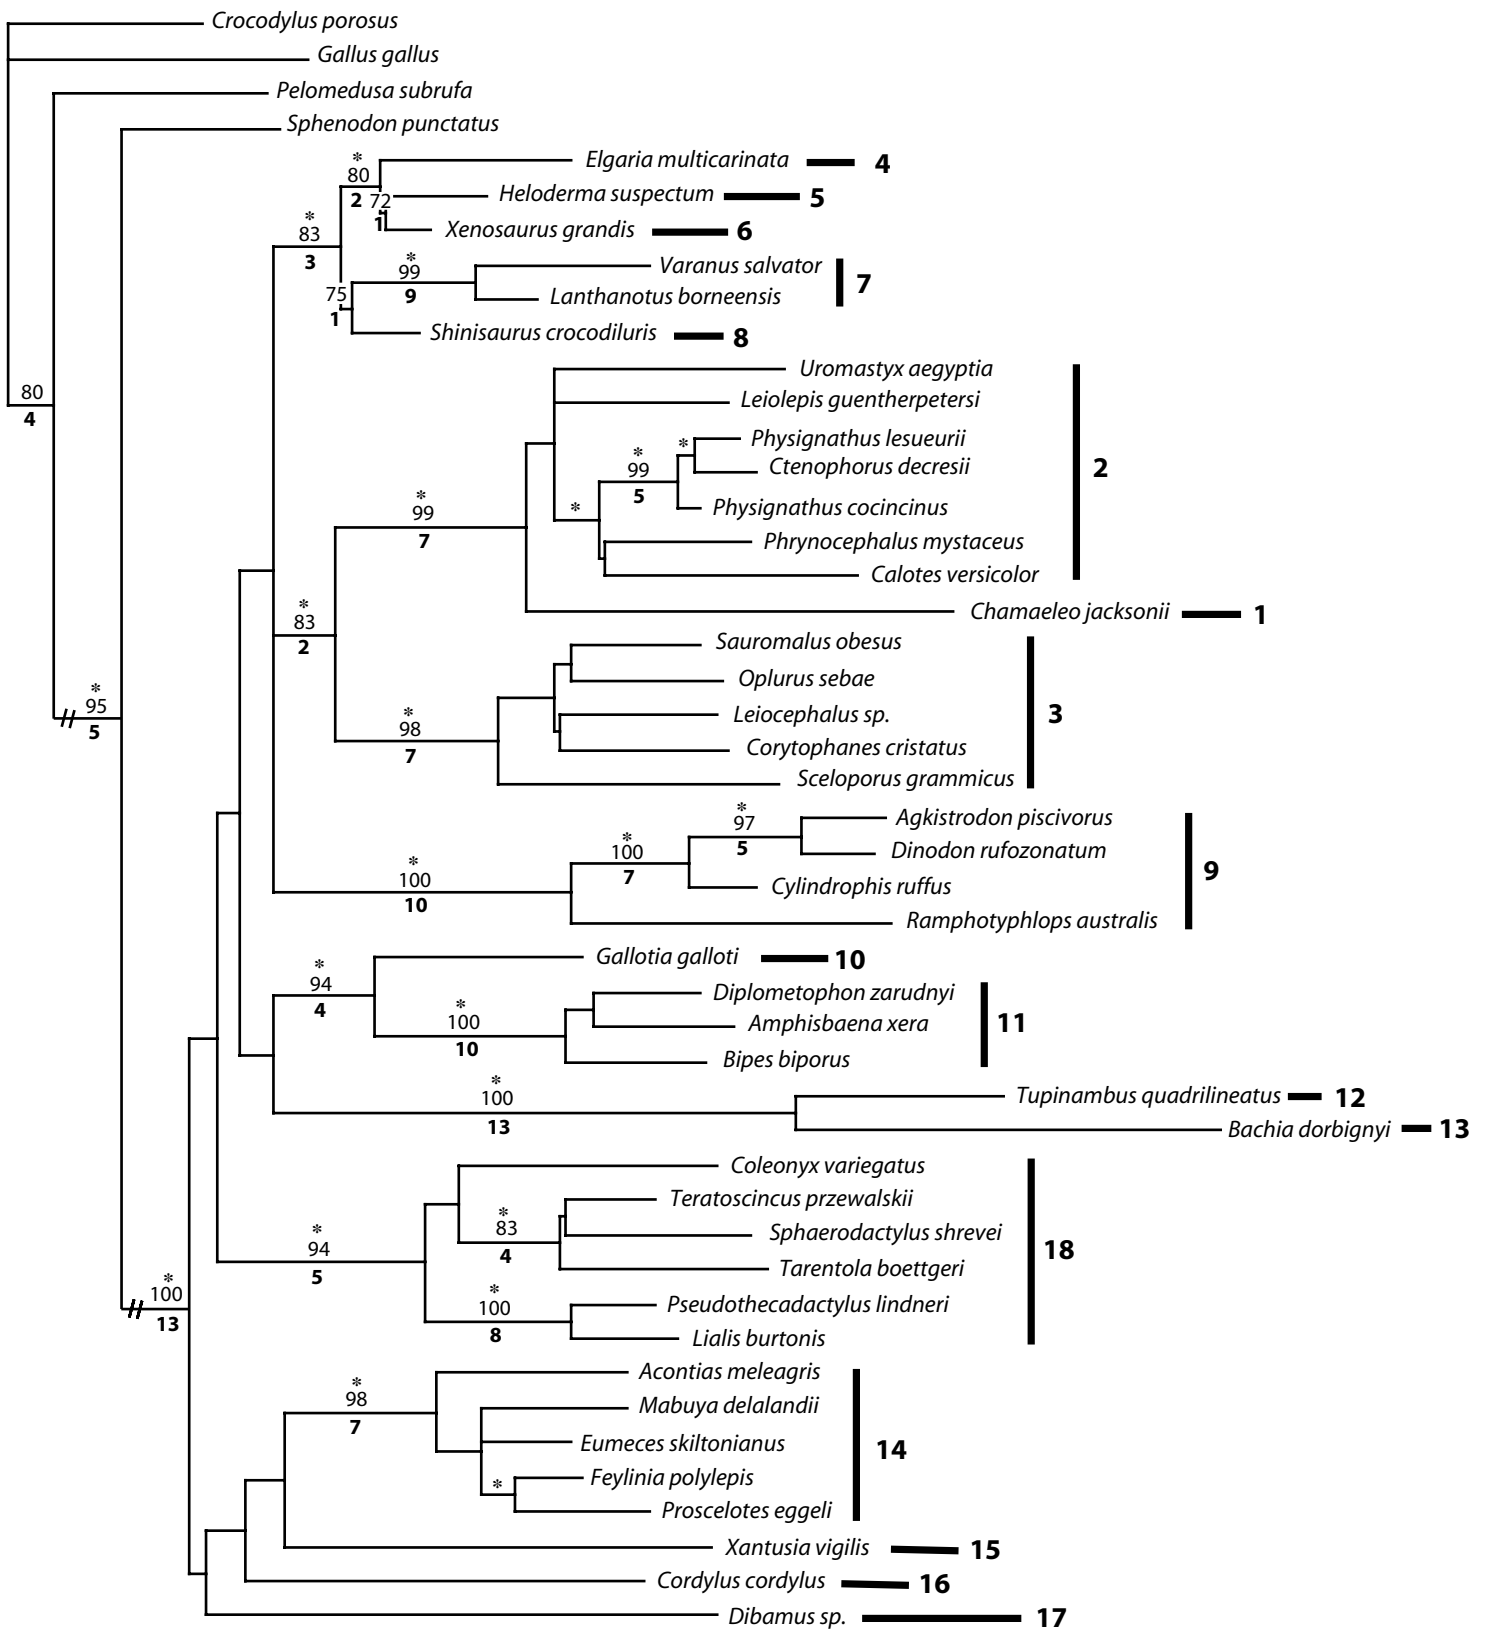 Crocodylus porosus
Gallus gallus
Pelomedusa subrufa
Sphenodon punctatus
* 80 2
Elgaria multicarinata 4
72 1
Heloderma suspectum 5
Xenosaurus grandis 6
* 83 3
* 99 9
Varanus salvator
Lanthanotus borneensis
7
75 1
Shinisaurus crocodiluris 8
80 4
Uromastyx aegyptia
Leiolepis guentherpetersi
*
Physignathus lesueurii
* 99 5
Ctenophorus decresii
2
*
Physignathus cocincinus
* 99 7
Phrynocephalus mystaceus
Calotes versicolor
* 83 2
Chamaeleo jacksonii 1
Sauromalus obesus
Oplurus sebae
* 98 7
Leiocephalus sp.
3
Corytophanes cristatus
Sceloporus grammicus
* 95 5
* 97 5
Agkistrodon piscivorus
* 100 7
Dinodon rufozonatum
9
* 100 10
Cylindrophis ruffus
Ramphotyphlops australis
* 94 4
Gallotia galloti 10
* 100 10
Diplometophon zarudnyi
Amphisbaena xera
11
Bipes biporus
* 100 13
Tupinambus quadrilineatus 12
Bachia dorbignyi 13
Coleonyx variegatus
* 83 4
Teratoscincus przewalskii
* 94 5
Sphaerodactylus shrevei
18
Tarentola boettgeri
* 100 13
* 100 8
Pseudothecadactylus lindneri
Lialis burtonis
* 98 7
Acontias meleagris
Mabuya delalandii
Eumeces skiltonianus
14
*
Feylinia polylepis
Proscelotes eggeli
Xantusia vigilis 15
Cordylus cordylus 16
Dibamus sp. 17